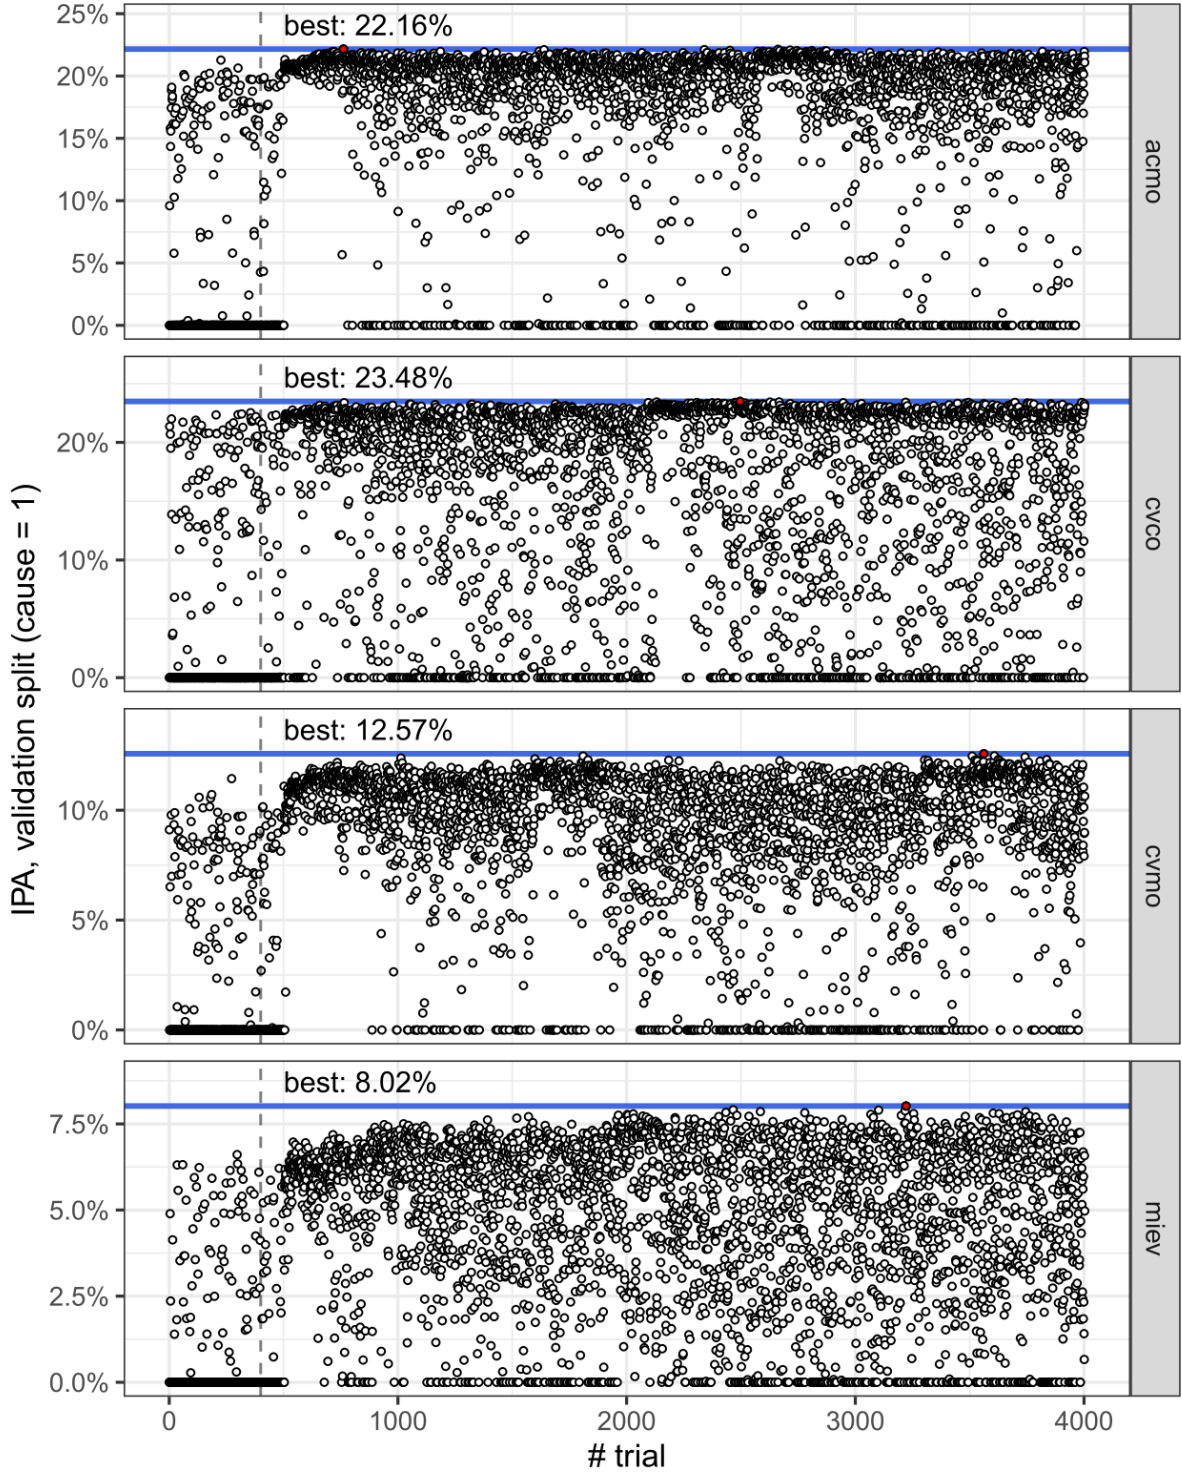 25%
20%
15%
10%
5%
0%
best: 22.16%
acmo
20%
10%
0%
best: 23.48%
cvco
10%
5%
0%
best: 12.57%
cvmo
7.5%
5.0%
2.5%
0.0%
best: 8.02%
miev
0 1000 2000 3000 4000
# trial
IPA, validation split (cause = 1)